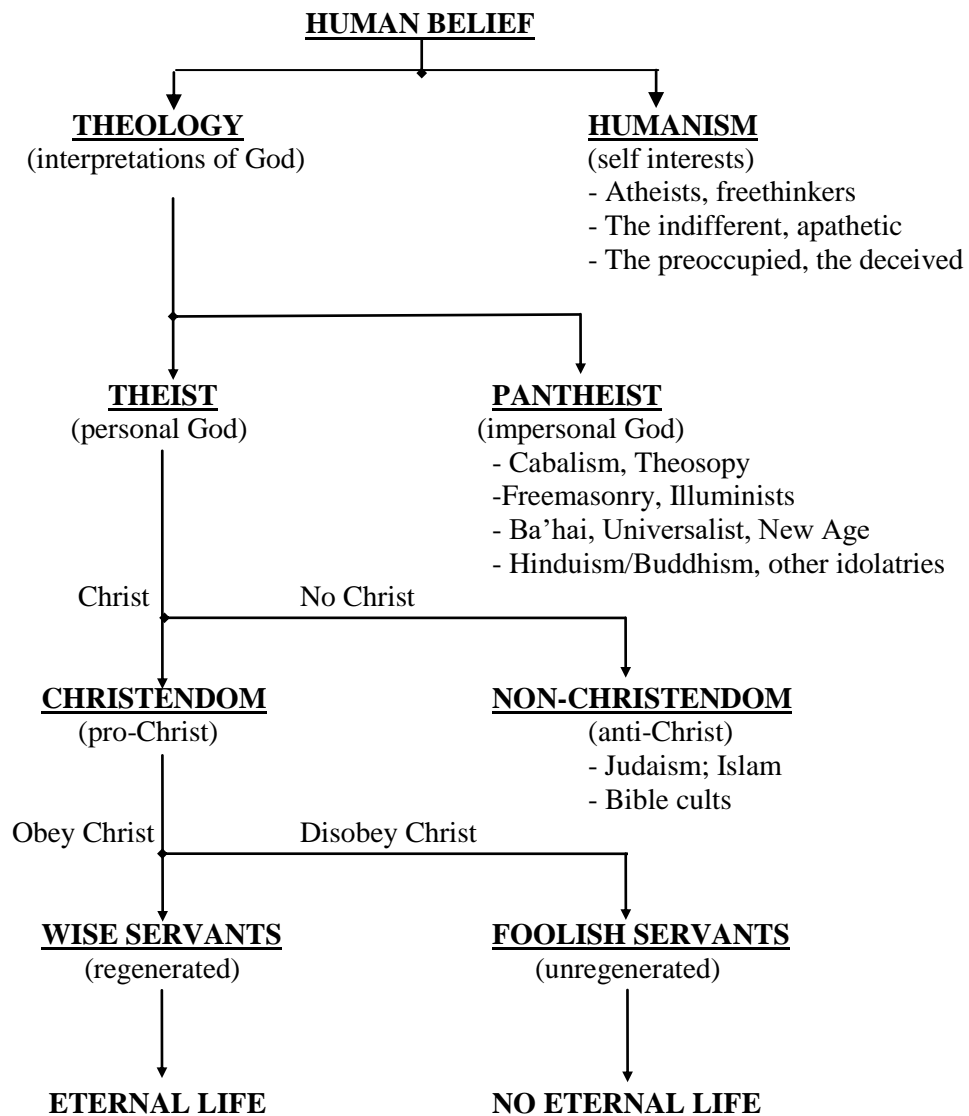 HUMAN BELIEF
THEOLOGY
(interpretations of God)
HUMANISM
(self interests)
- Atheists, freethinkers
- The indifferent, apathetic
- The preoccupied, the deceived
THEIST
(personal God)
PANTHEIST
(impersonal God)
- Cabalism, Theosopy
-Freemasonry, Illuminists
- Ba’hai, Universalist, New Age
- Hinduism/Buddhism, other idolatries
Christ
No Christ
CHRISTENDOM
(pro-Christ)
NON-CHRISTENDOM
(anti-Christ)
- Judaism; Islam
- Bible cults
Obey Christ
Disobey Christ
WISE SERVANTS
(regenerated)
FOOLISH SERVANTS
(unregenerated)
ETERNAL LIFE
NO ETERNAL LIFE